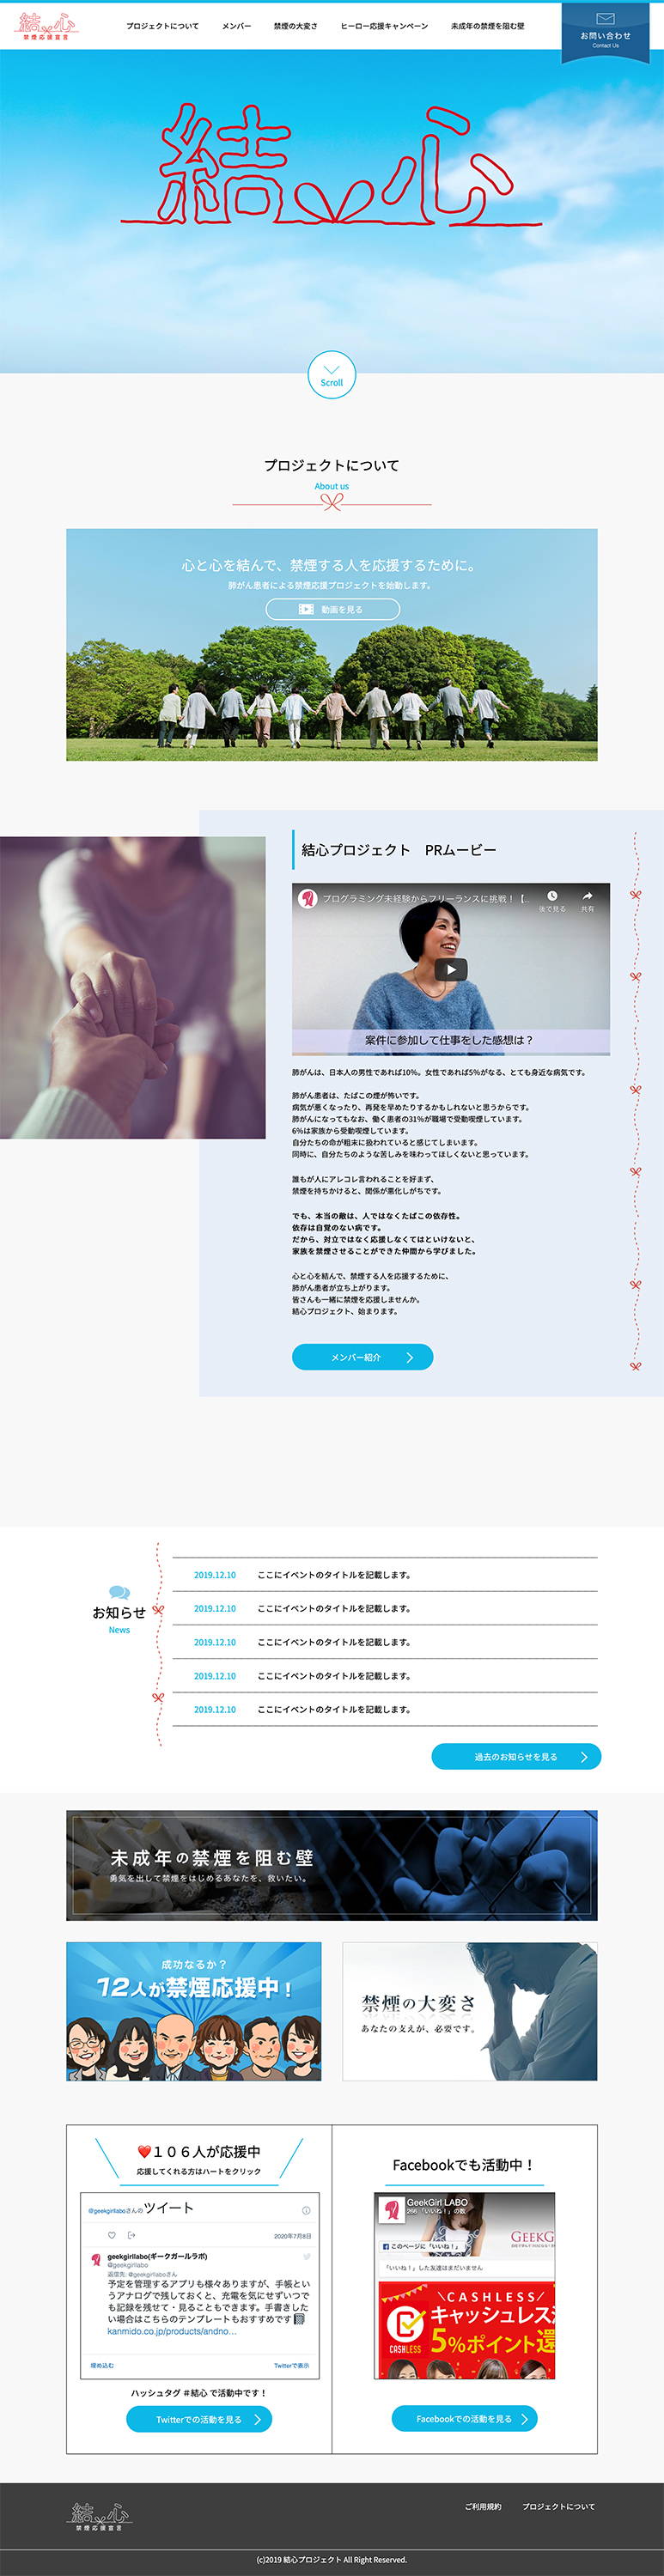 結心
禁煙応援宣言
プロジェクトについて
メンバー
禁煙の大変さ
ヒーロー応援キャンペーン
未成年の禁煙を阻む壁
お問い合わせ
Contact Us
結心
Scroll
プロジェクトについて
About us
心と心を結んで、禁煙する人を応援するために。
肺がん患者による禁煙応援プロジェクトを始動します。
動画を見る
結心プロジェクト　PRムービー
プログラミング未経験からフリーランスに挑戦！【...
後で見る
共有
案件に参加して仕事をした感想は？
肺がんは、日本人の男性であれば10％。女性であれば5％がなる、とても身近な病気です。
肺がん患者は、たばこの煙が怖いです。
病気が悪くなったり、再発を早めたりするかもしれないと思うからです。
肺がんになってもなお、働く患者の31％が職場で受動喫煙しています。
6％は家族から受動喫煙しています。
自分たちの命が粗末に扱われていると感じてしまいます。
同時に、自分たちのような苦しみを味わってほしくないと思っています。
誰もが人にアレコレ言われることを好まず、
禁煙を持ちかけると、関係が悪化しがちです。
でも、本当の敵は、人ではなくたばこの依存性。
依存は自覚のない病です。
だから、対立ではなく応援しなくてはといけないと、
家族を禁煙させることができた仲間から学びました。
心と心を結んで、禁煙する人を応援するために、
肺がん患者が立ち上がります。
皆さんも一緒に禁煙を応援しませんか。
結心プロジェクト、始まります。
メンバー紹介
お知らせ
News
2019.12.10 ここにイベントのタイトルを記載します。
2019.12.10 ここにイベントのタイトルを記載します。
2019.12.10 ここにイベントのタイトルを記載します。
2019.12.10 ここにイベントのタイトルを記載します。
2019.12.10 ここにイベントのタイトルを記載します。
過去のお知らせを見る
未成年の禁煙を阻む壁
勇気を出して禁煙をはじめるあなたを、救いたい。
成功なるか？
12人が禁煙応援中！
禁煙の大変さ
あなたの支えが、必要です。
❤️１０６人が応援中
応援してくれる方はハートをクリック
@geekgirllaboさんのツイート
2020年7月8日
geekgirllabo(ギークガールラボ)
@geekgirllabo
返信先: @geekgirllaboさん
予定を管理するアプリも様々ありますが、手帳とい
うアナログで残しておくと、充電を気にせずいつで
も記録を残せて・見ることもできます。手書きした
い場合はこちらのテンプレートもおすすめです📓
kanmido.co.jp/products/andno…
埋め込む
Twitterで表示
ハッシュタグ ＃結心 で活動中です！
Twitterでの活動を見る
Facebookでも活動中！
GeekGirl LABO
266 「いいね！」の数
GEEKG
このページに「いいね！」
「いいね！」した友達はまだいません
CASHLESS
キャッシュレス
CASHLESS
5%ポイント還
Facebookでの活動を見る
結心
禁煙応援宣言
ご利用規約
プロジェクトについて
(c)2019 結心プロジェクト All Right Reserved.